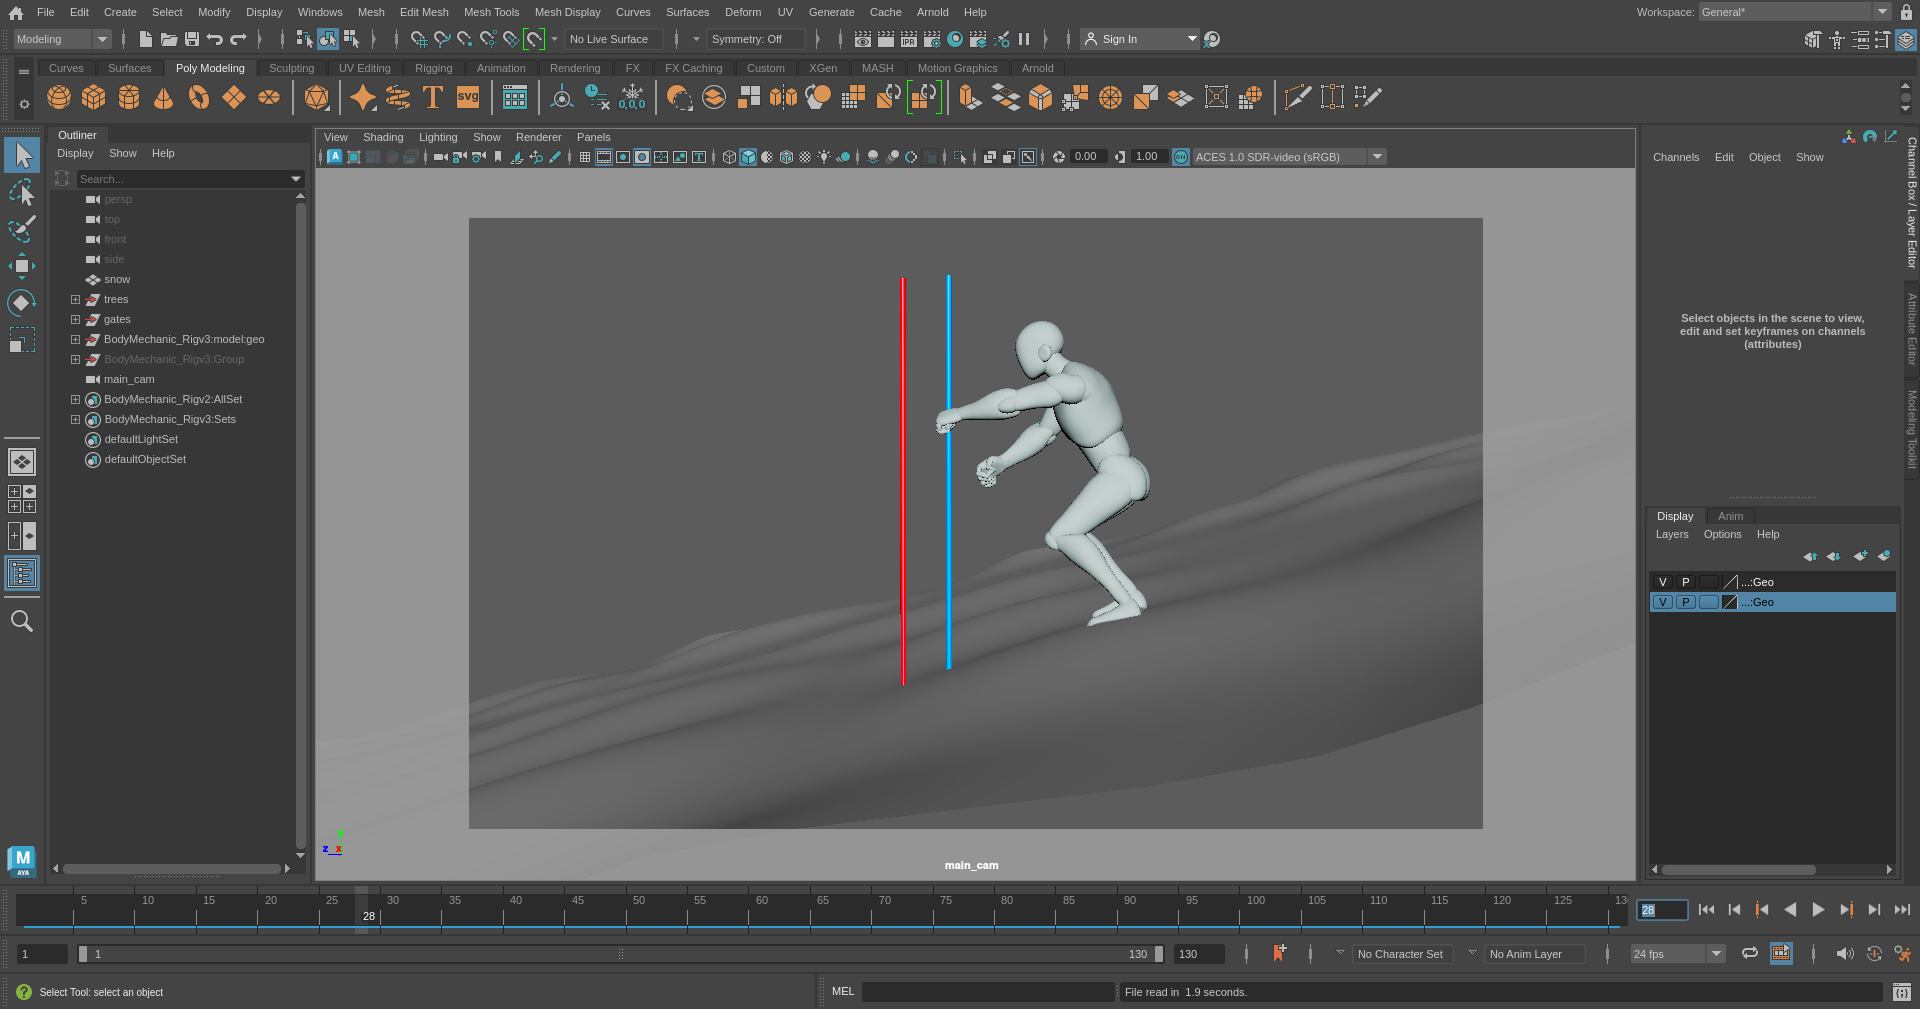 File Edit Create Select Modify Display Windows Mesh Edit Mesh Mesh Tools Mesh Display Curves Surfaces Deform UV Generate Cache Arnold Help Workspace: General*
Modeling No Live Surface Symmetry: Off IPR Sign In
Curves Surfaces Poly Modeling Sculpting UV Editing Rigging Animation Rendering FX FX Caching Custom XGen MASH Motion Graphics Arnold
T SVG 0,0,0
Outliner
Display Show Help
Search...
persp
top
front
side
snow
trees
gates
BodyMechanic_Rigv3:model:geo
BodyMechanic_Rigv3:Group
main_cam
BodyMechanic_Rigv2:AllSet
BodyMechanic_Rigv3:Sets
defaultLightSet
defaultObjectSet
M
AYA
View Shading Lighting Show Renderer Panels
A 0.00 1.00 ON ACES 1.0 SDR-video (sRGB)
Y
z x
main_cam
Channels Edit Object Show
Select objects in the scene to view,
edit and set keyframes on channels
(attributes)
Channel Box / Layer Editor
Attribute Editor
Modeling Toolkit
Display Anim
Layers Options Help
V P ...:Geo
V P ...:Geo
5 10 15 20 25 30 35 40 45 50 55 60 65 70 75 80 85 90 95 100 105 110 115 120 125 13
28
28
1 1 130 130 No Character Set No Anim Layer 24 fps
? Select Tool: select an object MEL File read in 1.9 seconds.